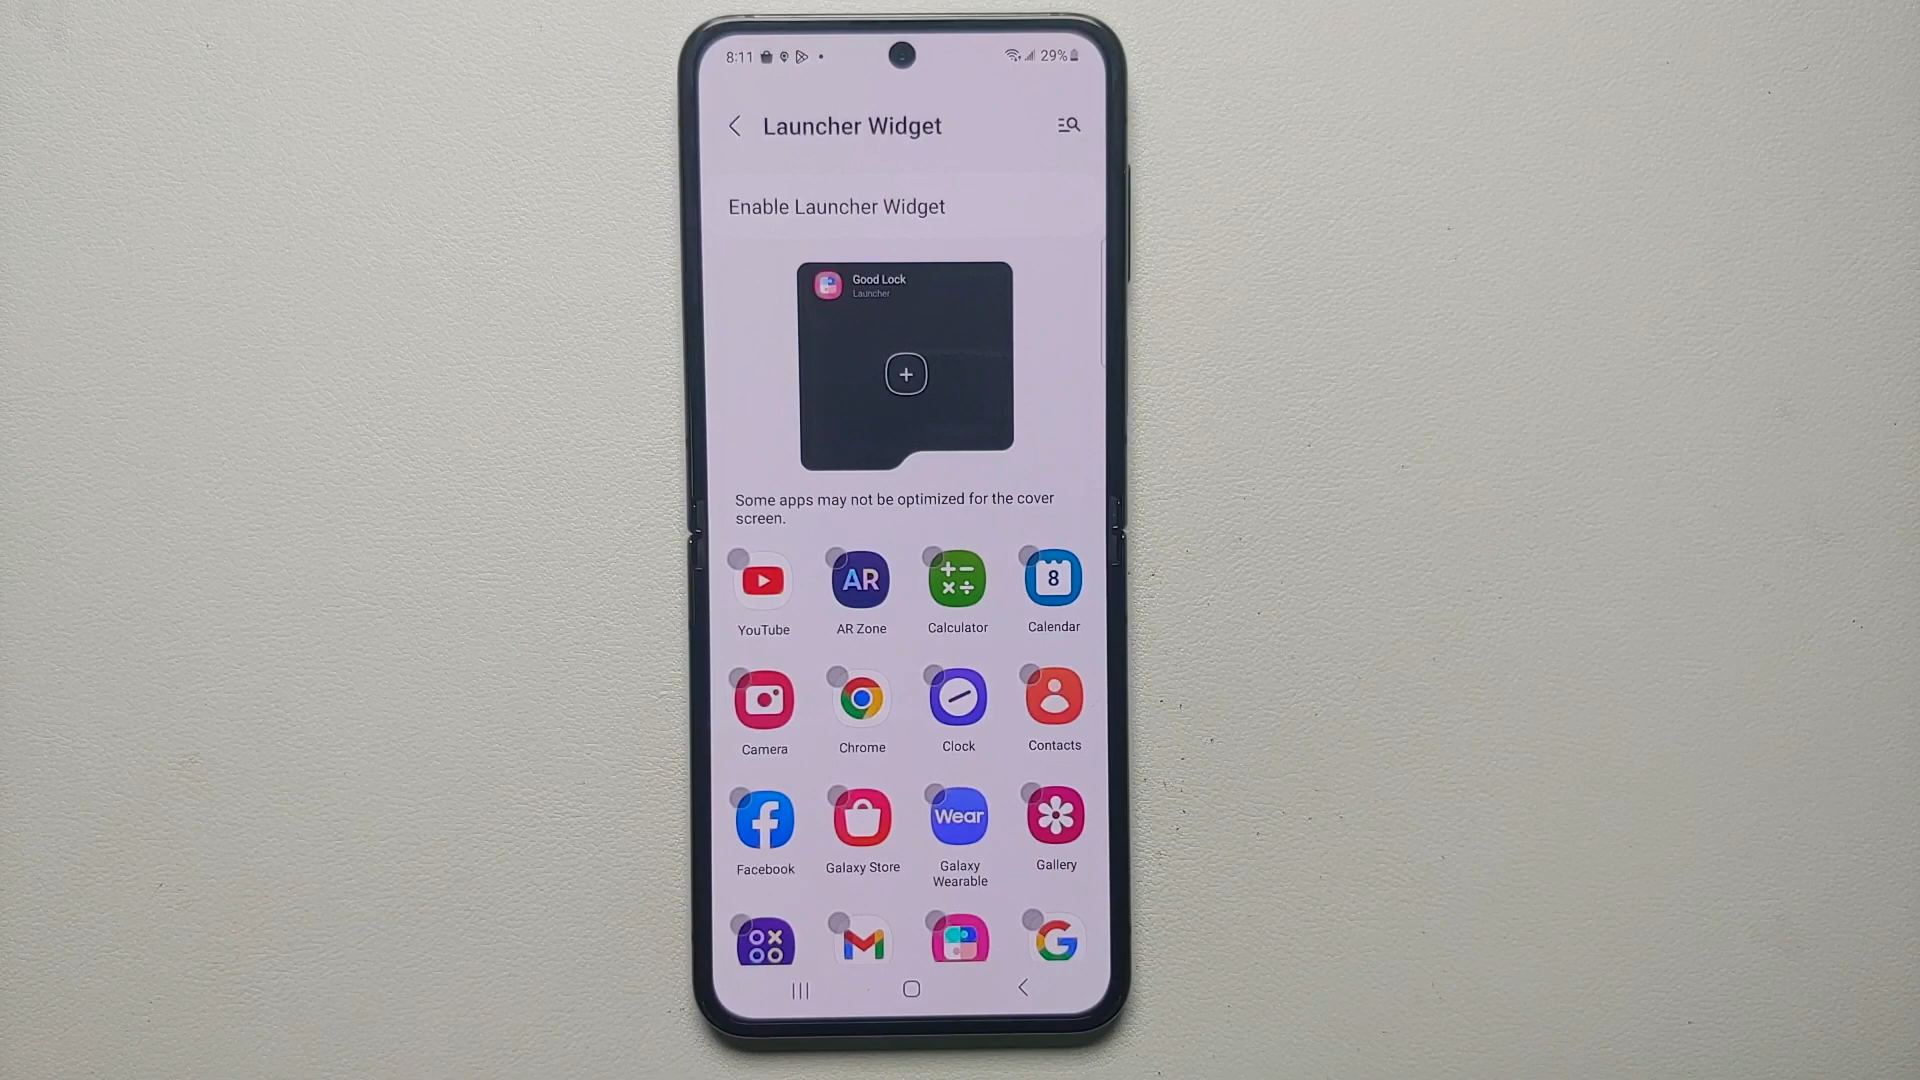 8:11
29%
Launcher Widget
Enable Launcher Widget
Good Lock
Launcher
Some apps may not be optimized for the cover
screen.
AR
8
YouTube
AR Zone
Calculator
Calendar
Camera
Chrome
Clock
Contacts
Wear
Facebook
Galaxy Store
Galaxy
Wearable
Gallery